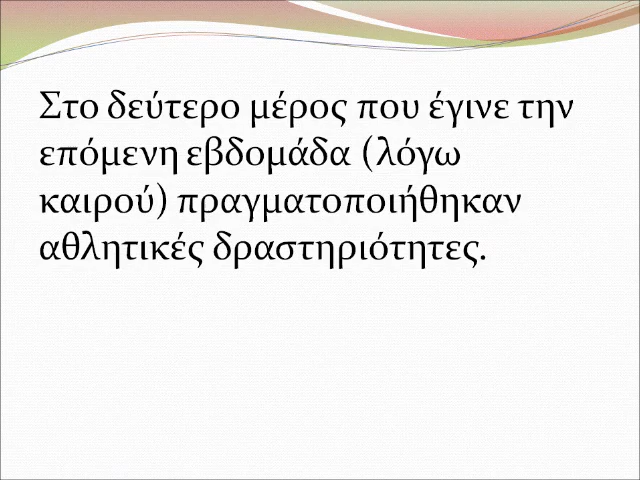 Στο δεύτερο μέρος που έγινε την
επόμενη εβδομάδα (λόγω
καιρού) πραγματοποιήθηκαν
αθλητικές δραστηριότητες.